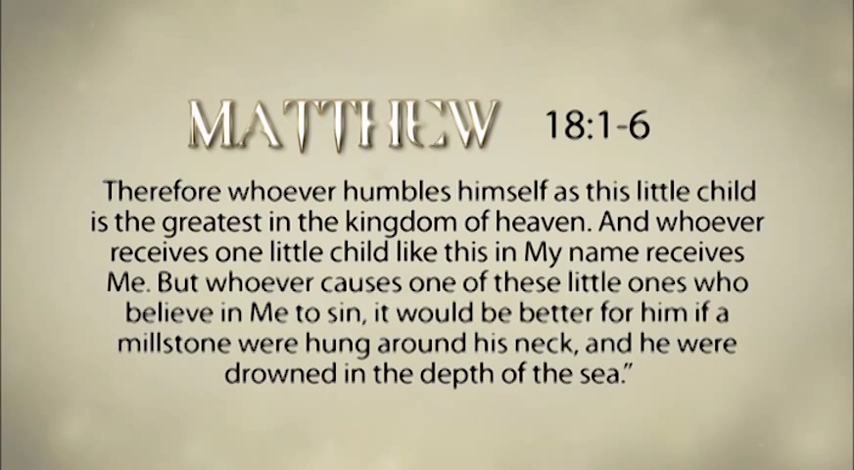 MATTHEW 18:1-6
Therefore whoever humbles himself as this little child
is the greatest in the kingdom of heaven. And whoever
receives one little child like this in My name receives
Me. But whoever causes one of these little ones who
believe in Me to sin, it would be better for him if a
millstone were hung around his neck, and he were
drowned in the depth of the sea.”